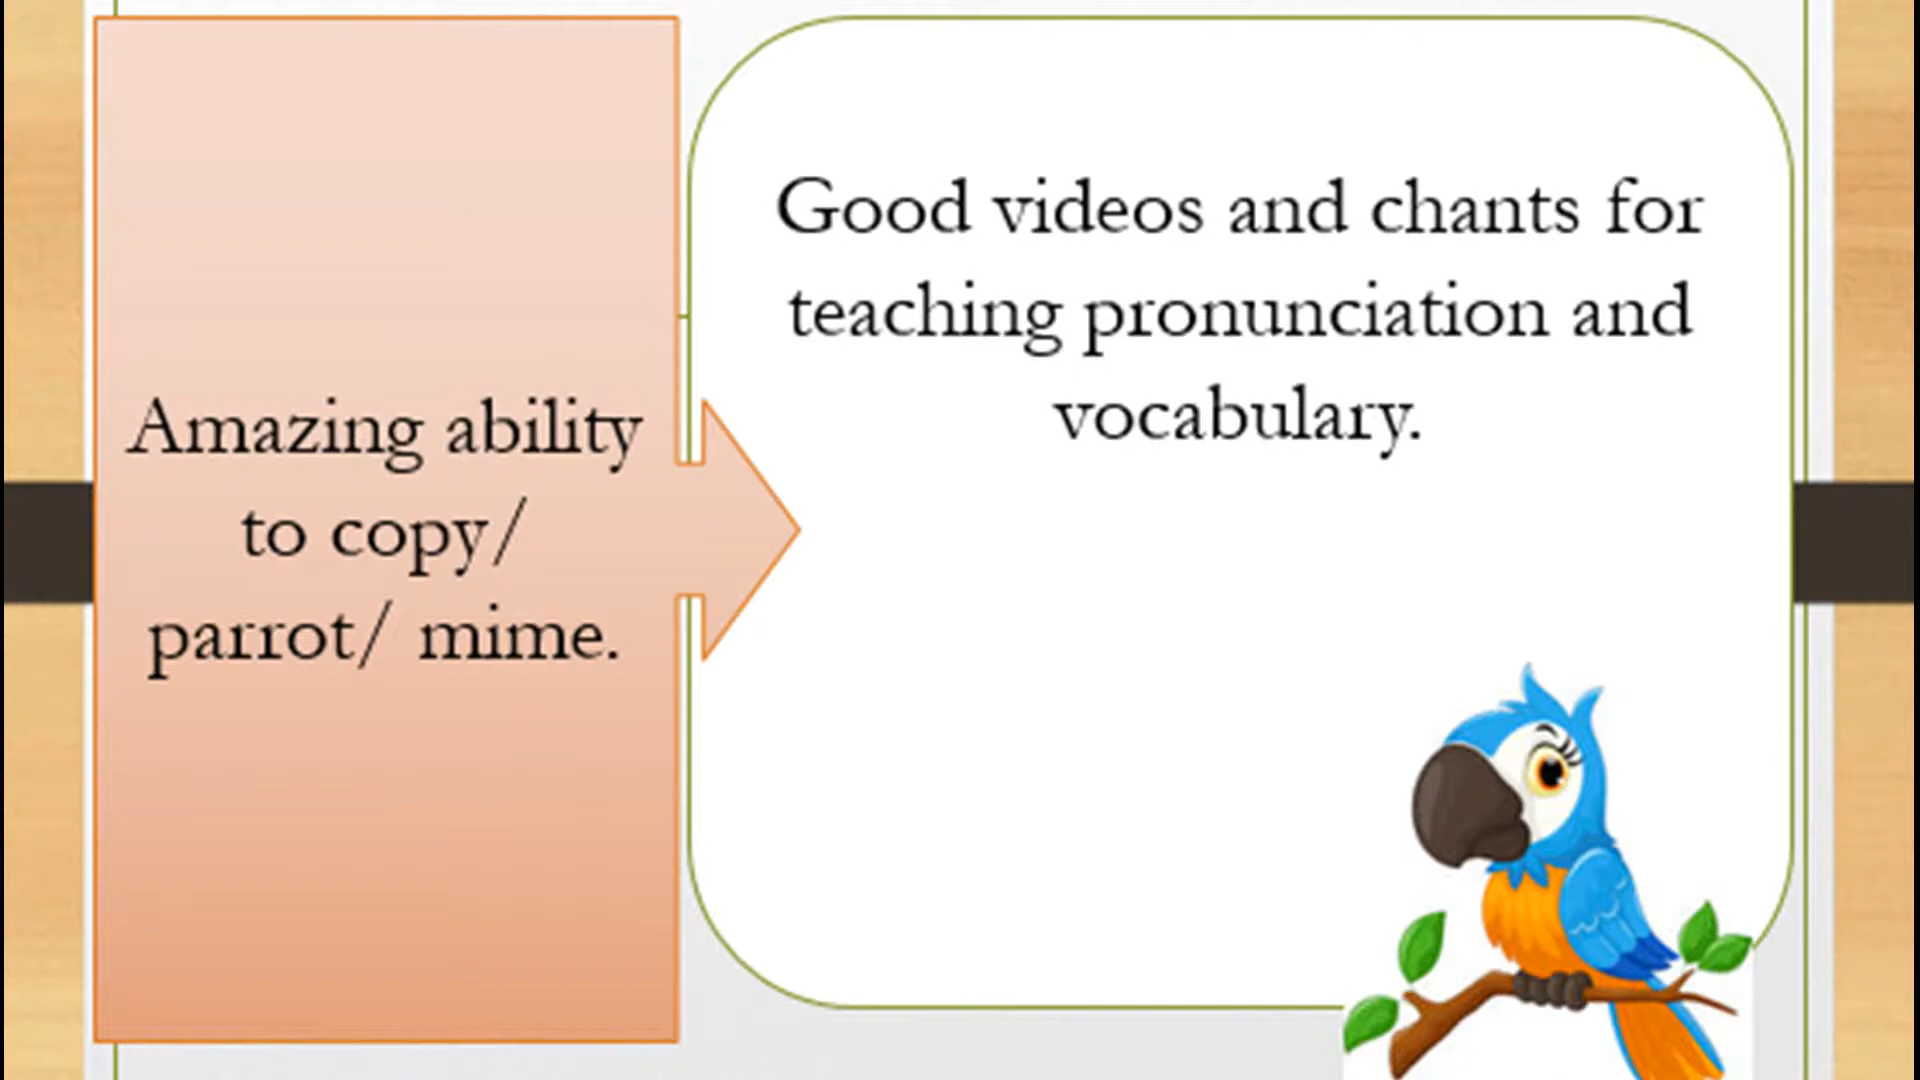 Amazing ability
to copy/
parrot/ mime.
Good videos and chants for
teaching pronunciation and
vocabulary.